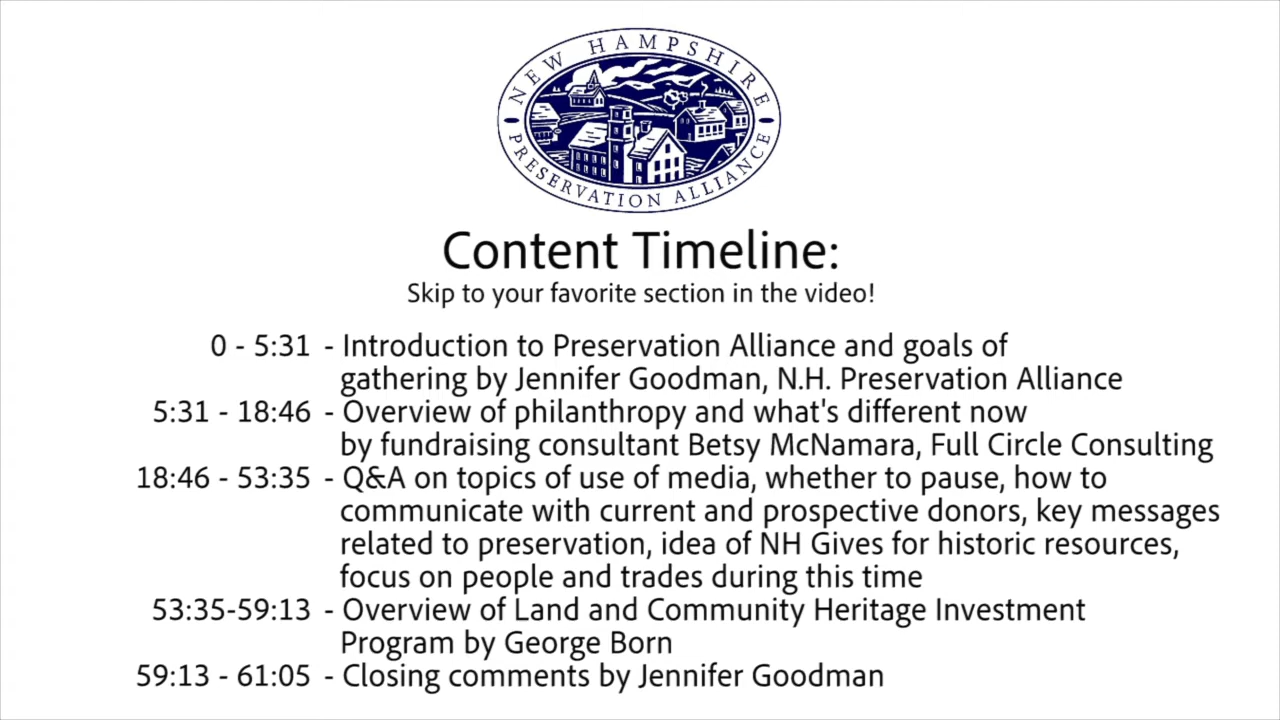 NEW HAMPSHIRE
PRESERVATION ALLIANCE
Content Timeline:
Skip to your favorite section in the video!
0 - 5:31 - Introduction to Preservation Alliance and goals of
gathering by Jennifer Goodman, N.H. Preservation Alliance
5:31 - 18:46 - Overview of philanthropy and what's different now
by fundraising consultant Betsy McNamara, Full Circle Consulting
18:46 - 53:35 - Q&A on topics of use of media, whether to pause, how to
communicate with current and prospective donors, key messages
related to preservation, idea of NH Gives for historic resources,
focus on people and trades during this time
53:35-59:13 - Overview of Land and Community Heritage Investment
Program by George Born
59:13 - 61:05 - Closing comments by Jennifer Goodman